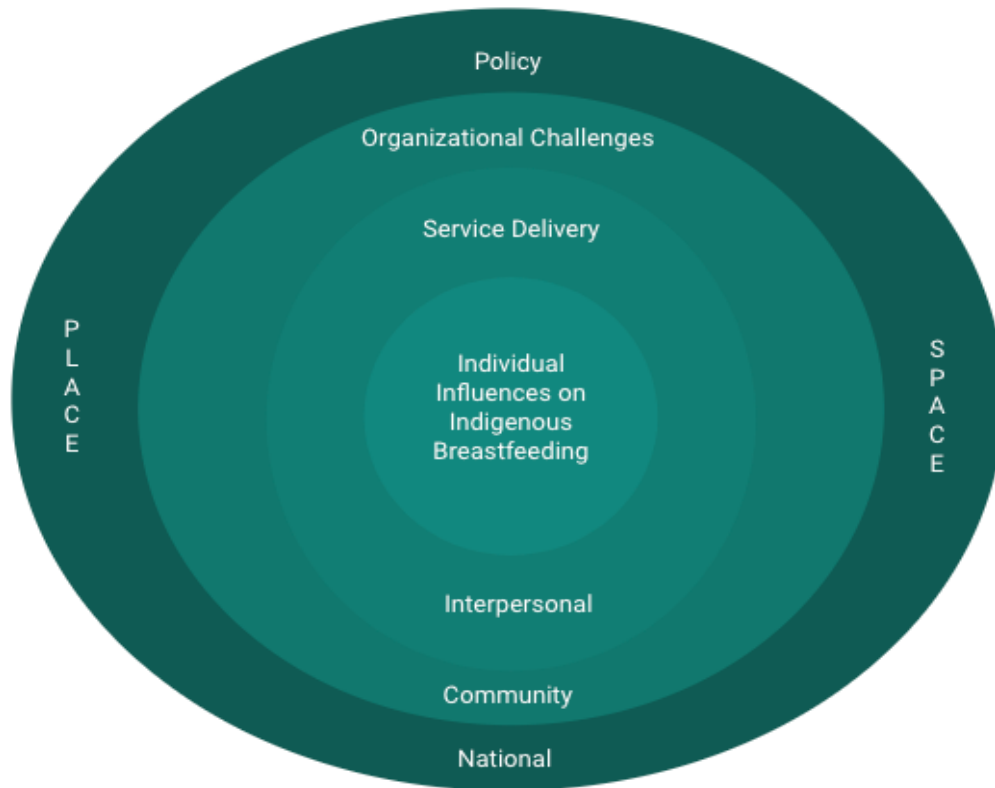 Policy
Organizational Challenges
Service Delivery
P
L
A
C
E
S
P
A
C
E
Individual
Influences on
Indigenous
Breastfeeding
Interpersonal
Community
National